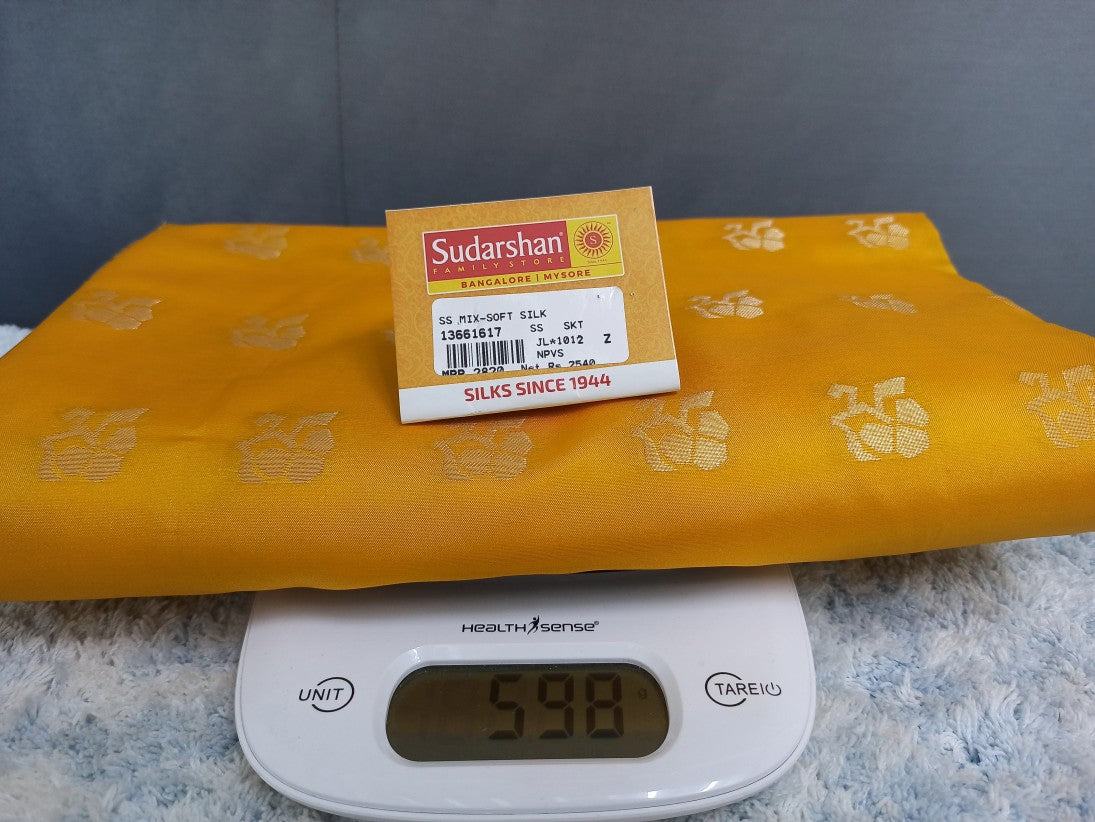 Sudarshan
FAMILY STORE
S
BANGALORE | MYSORE
SS MIX-SOFT SILK
13661617 SS SKT
JL*1012 Z
NPVS
MRP 2820 Net Rs 2540
SILKS SINCE 1944
HEALTH SENSE®
UNIT
598 g
TARE